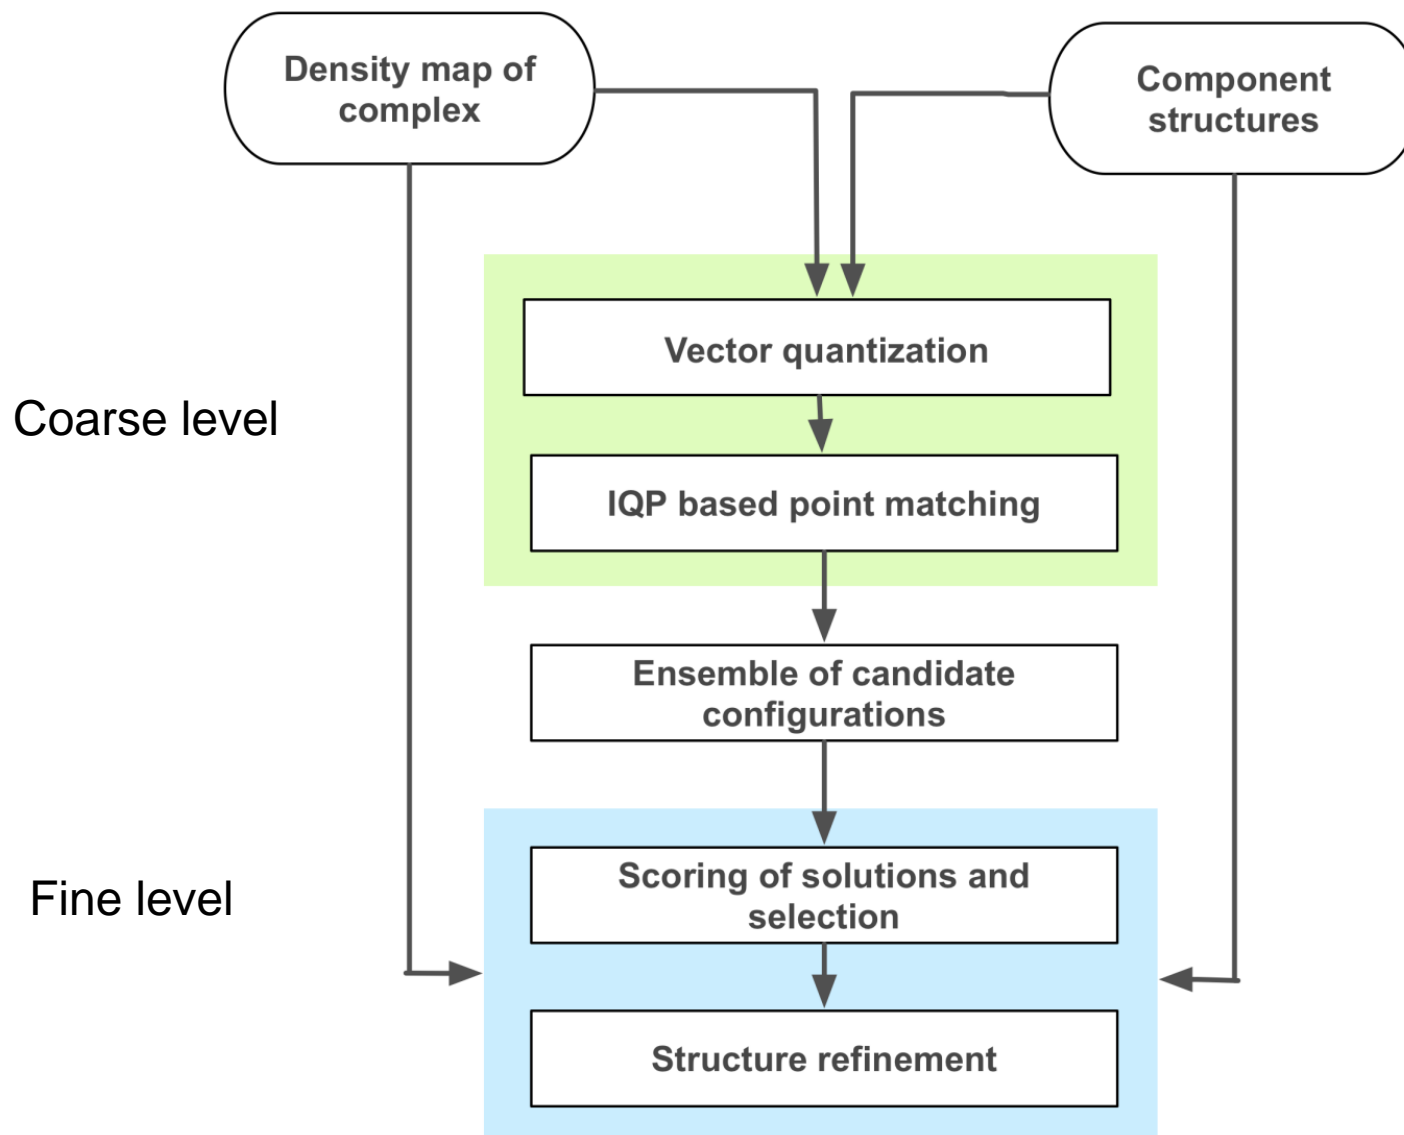 Density map of
complex
Component
structures
Vector quantization
Coarse level
IQP based point matching
Ensemble of candidate
configurations
Scoring of solutions and
selection
Fine level
Structure refinement